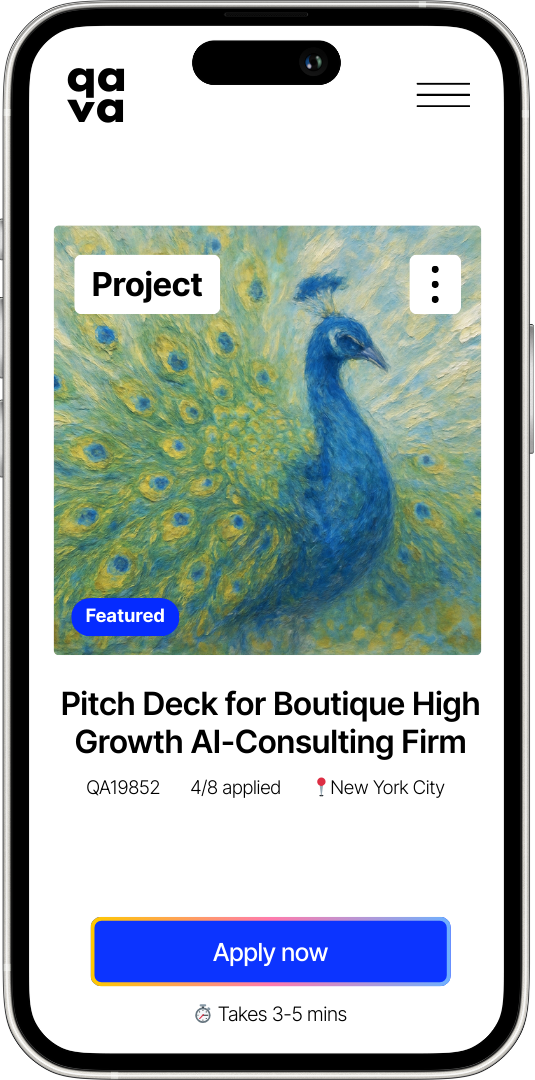 qa
va
Project
Featured
Pitch Deck for Boutique High
Growth AI-Consulting Firm
QA19852 4/8 applied 📍New York City
Apply now
⏱ Takes 3-5 mins